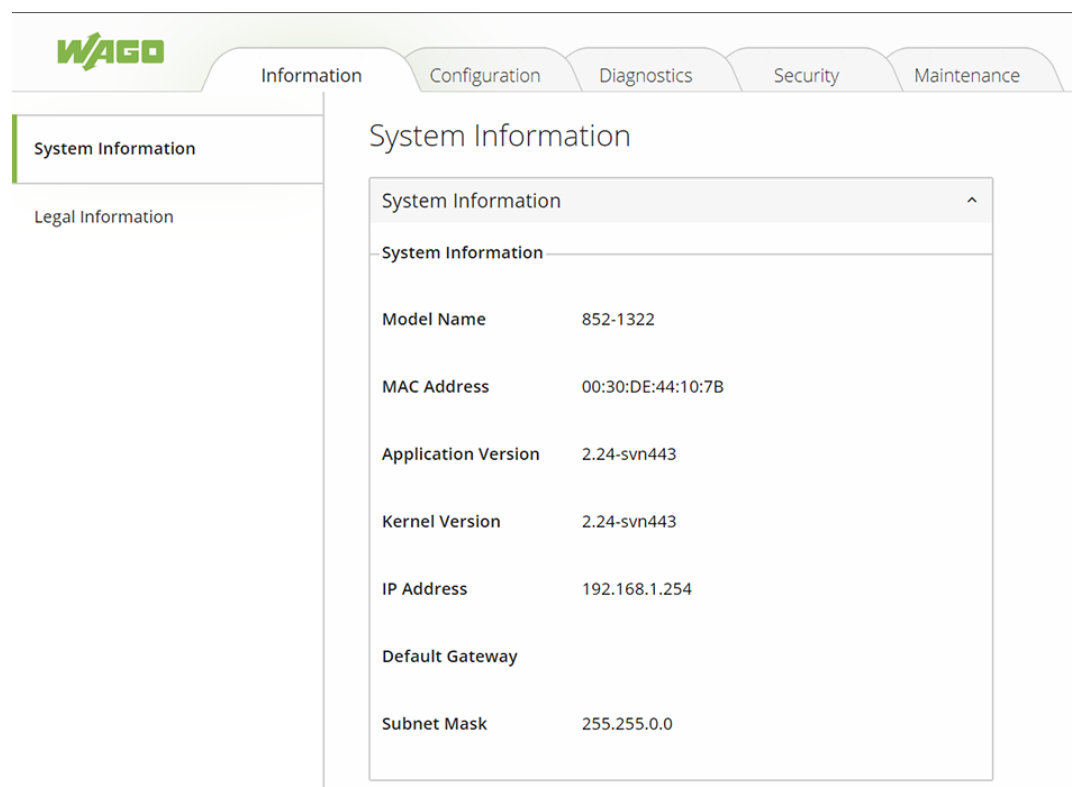 WAGO
Information Configuration Diagnostics Security Maintenance
System Information
Legal Information
System Information
System Information
System Information
Model Name 852-1322
MAC Address 00:30:DE:44:10:7B
Application Version 2.24-svn443
Kernel Version 2.24-svn443
IP Address 192.168.1.254
Default Gateway
Subnet Mask 255.255.0.0